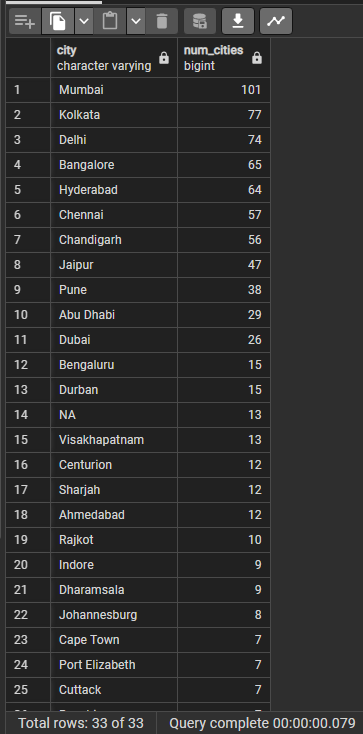 city num_cities
character varying bigint
1 Mumbai 101
2 Kolkata 77
3 Delhi 74
4 Bangalore 65
5 Hyderabad 64
6 Chennai 57
7 Chandigarh 56
8 Jaipur 47
9 Pune 38
10 Abu Dhabi 29
11 Dubai 26
12 Bengaluru 15
13 Durban 15
14 NA 13
15 Visakhapatnam 13
16 Centurion 12
17 Sharjah 12
18 Ahmedabad 12
19 Rajkot 10
20 Indore 9
21 Dharamsala 9
22 Johannesburg 8
23 Cape Town 7
24 Port Elizabeth 7
25 Cuttack 7
Total rows: 33 of 33 Query complete 00:00:00.079